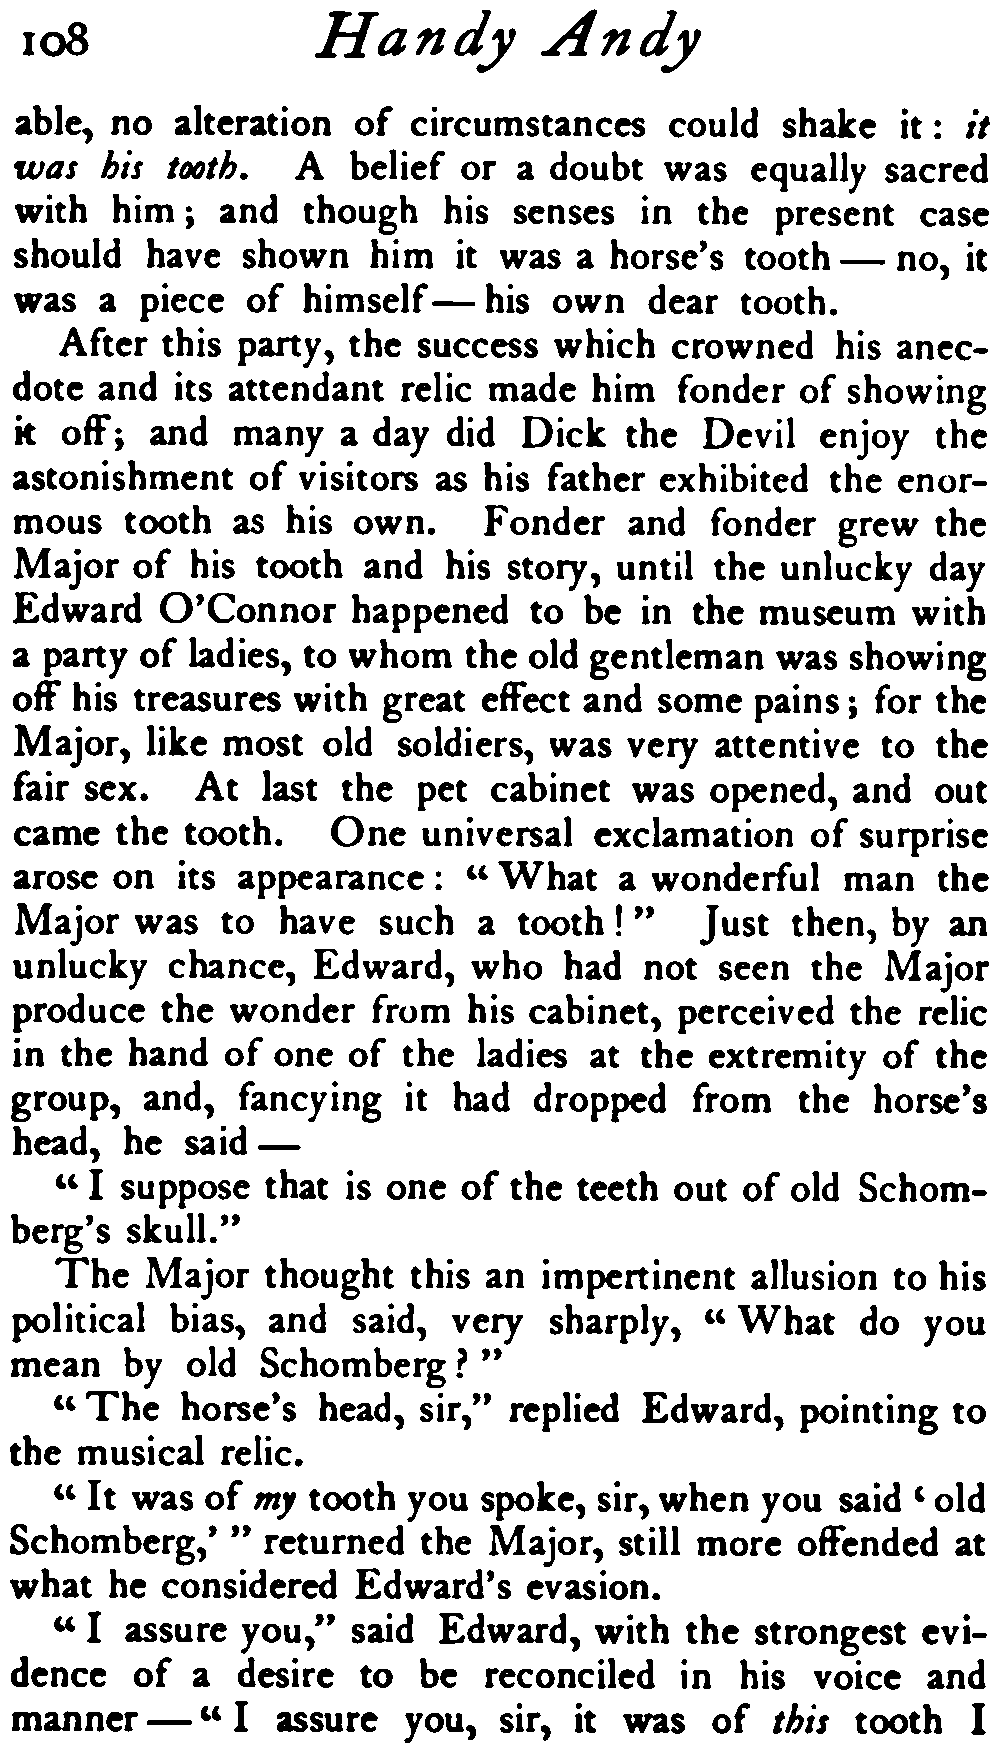 108 Handy Andy
able, no alteration of circumstances could shake it: it
was his tooth. A belief or a doubt was equally sacred
with him; and though his senses in the present case
should have shown him it was a horse's tooth — no, it
was a piece of himself — his own dear tooth.
After this party, the success which crowned his anec-
dote and its attendant relic made him fonder of showing
it off; and many a day did Dick the Devil enjoy the
astonishment of visitors as his father exhibited the enor-
mous tooth as his own. Fonder and fonder grew the
Major of his tooth and his story, until the unlucky day
Edward O'Connor happened to be in the museum with
a party of ladies, to whom the old gentleman was showing
off his treasures with great effect and some pains; for the
Major, like most old soldiers, was very attentive to the
fair sex. At last the pet cabinet was opened, and out
came the tooth. One universal exclamation of surprise
arose on its appearance: “What a wonderful man the
Major was to have such a tooth!” Just then, by an
unlucky chance, Edward, who had not seen the Major
produce the wonder from his cabinet, perceived the relic
in the hand of one of the ladies at the extremity of the
group, and, fancying it had dropped from the horse's
head, he said —
“I suppose that is one of the teeth out of old Schom-
berg's skull.”
The Major thought this an impertinent allusion to his
political bias, and said, very sharply, “What do you
mean by old Schomberg?”
“The horse's head, sir,” replied Edward, pointing to
the musical relic.
“It was of my tooth you spoke, sir, when you said ‘old
Schomberg,’ ” returned the Major, still more offended at
what he considered Edward's evasion.
“I assure you,” said Edward, with the strongest evi-
dence of a desire to be reconciled in his voice and
manner — “I assure you, sir, it was of this tooth I